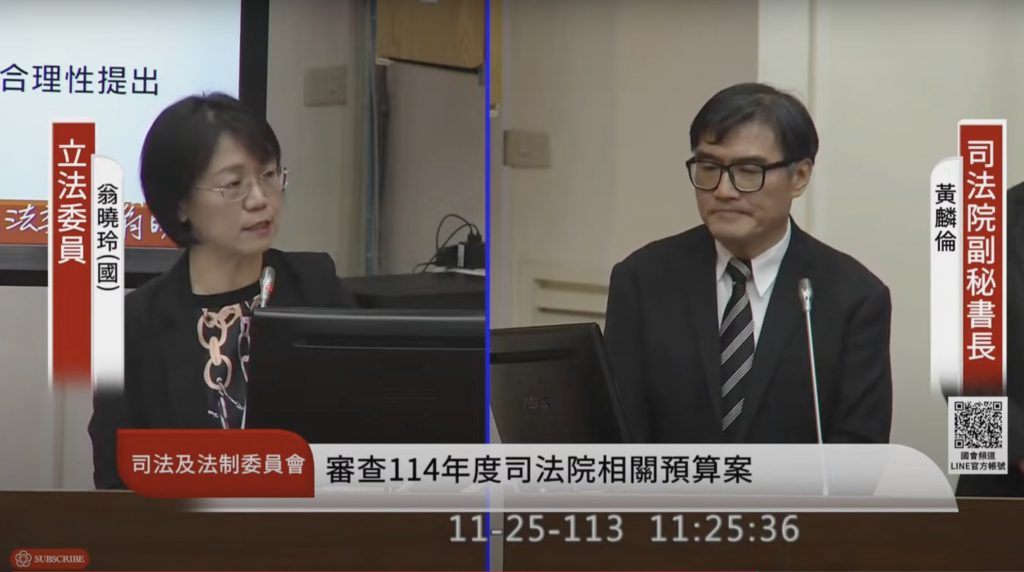 合理性提出
立法委員
翁曉玲(國)
司法院副秘書長
黃麟倫
國會頻道
LINE官方帳號
司法及法制委員會
審查114年度司法院相關預算案
11-25-113 11:25:36
SUBSCRIBE